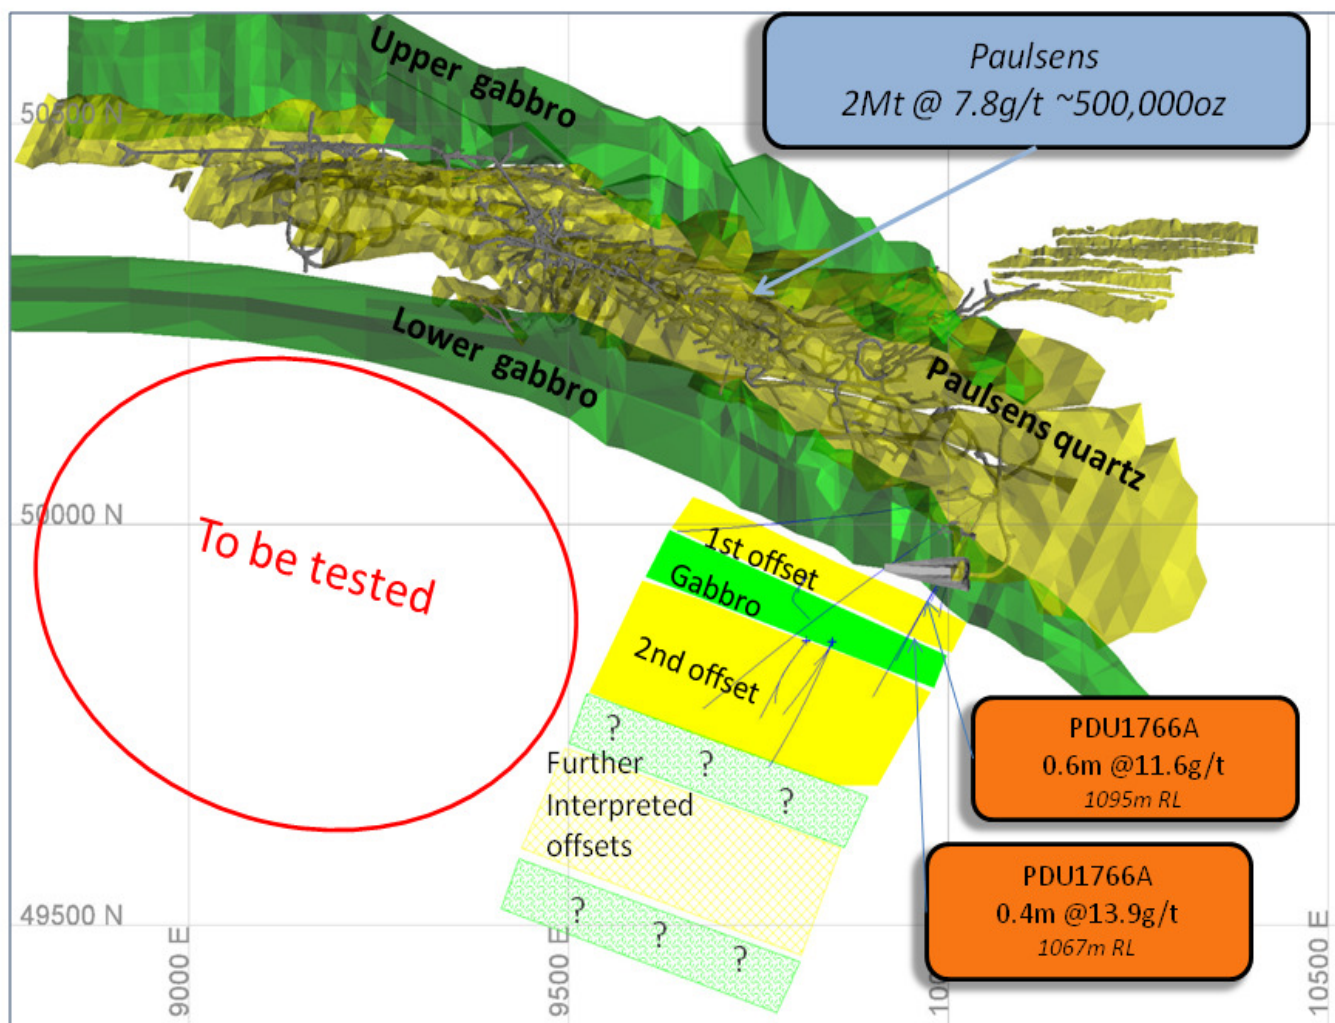 Upper gabbro
Paulsens
2Mt @ 7.8g/t ~500,000oz
50500 N
Lower gabbro
Paulsens quartz
50000 N
To be tested
1st offset
Gabbro
2nd offset
?
?
?
Further
Interpreted
offsets
PDU1766A
0.6m @11.6g/t
1095m RL
PDU1766A
0.4m @13.9g/t
1067m RL
49500 N
?
?
?
9000 E
9500 E
10500 E